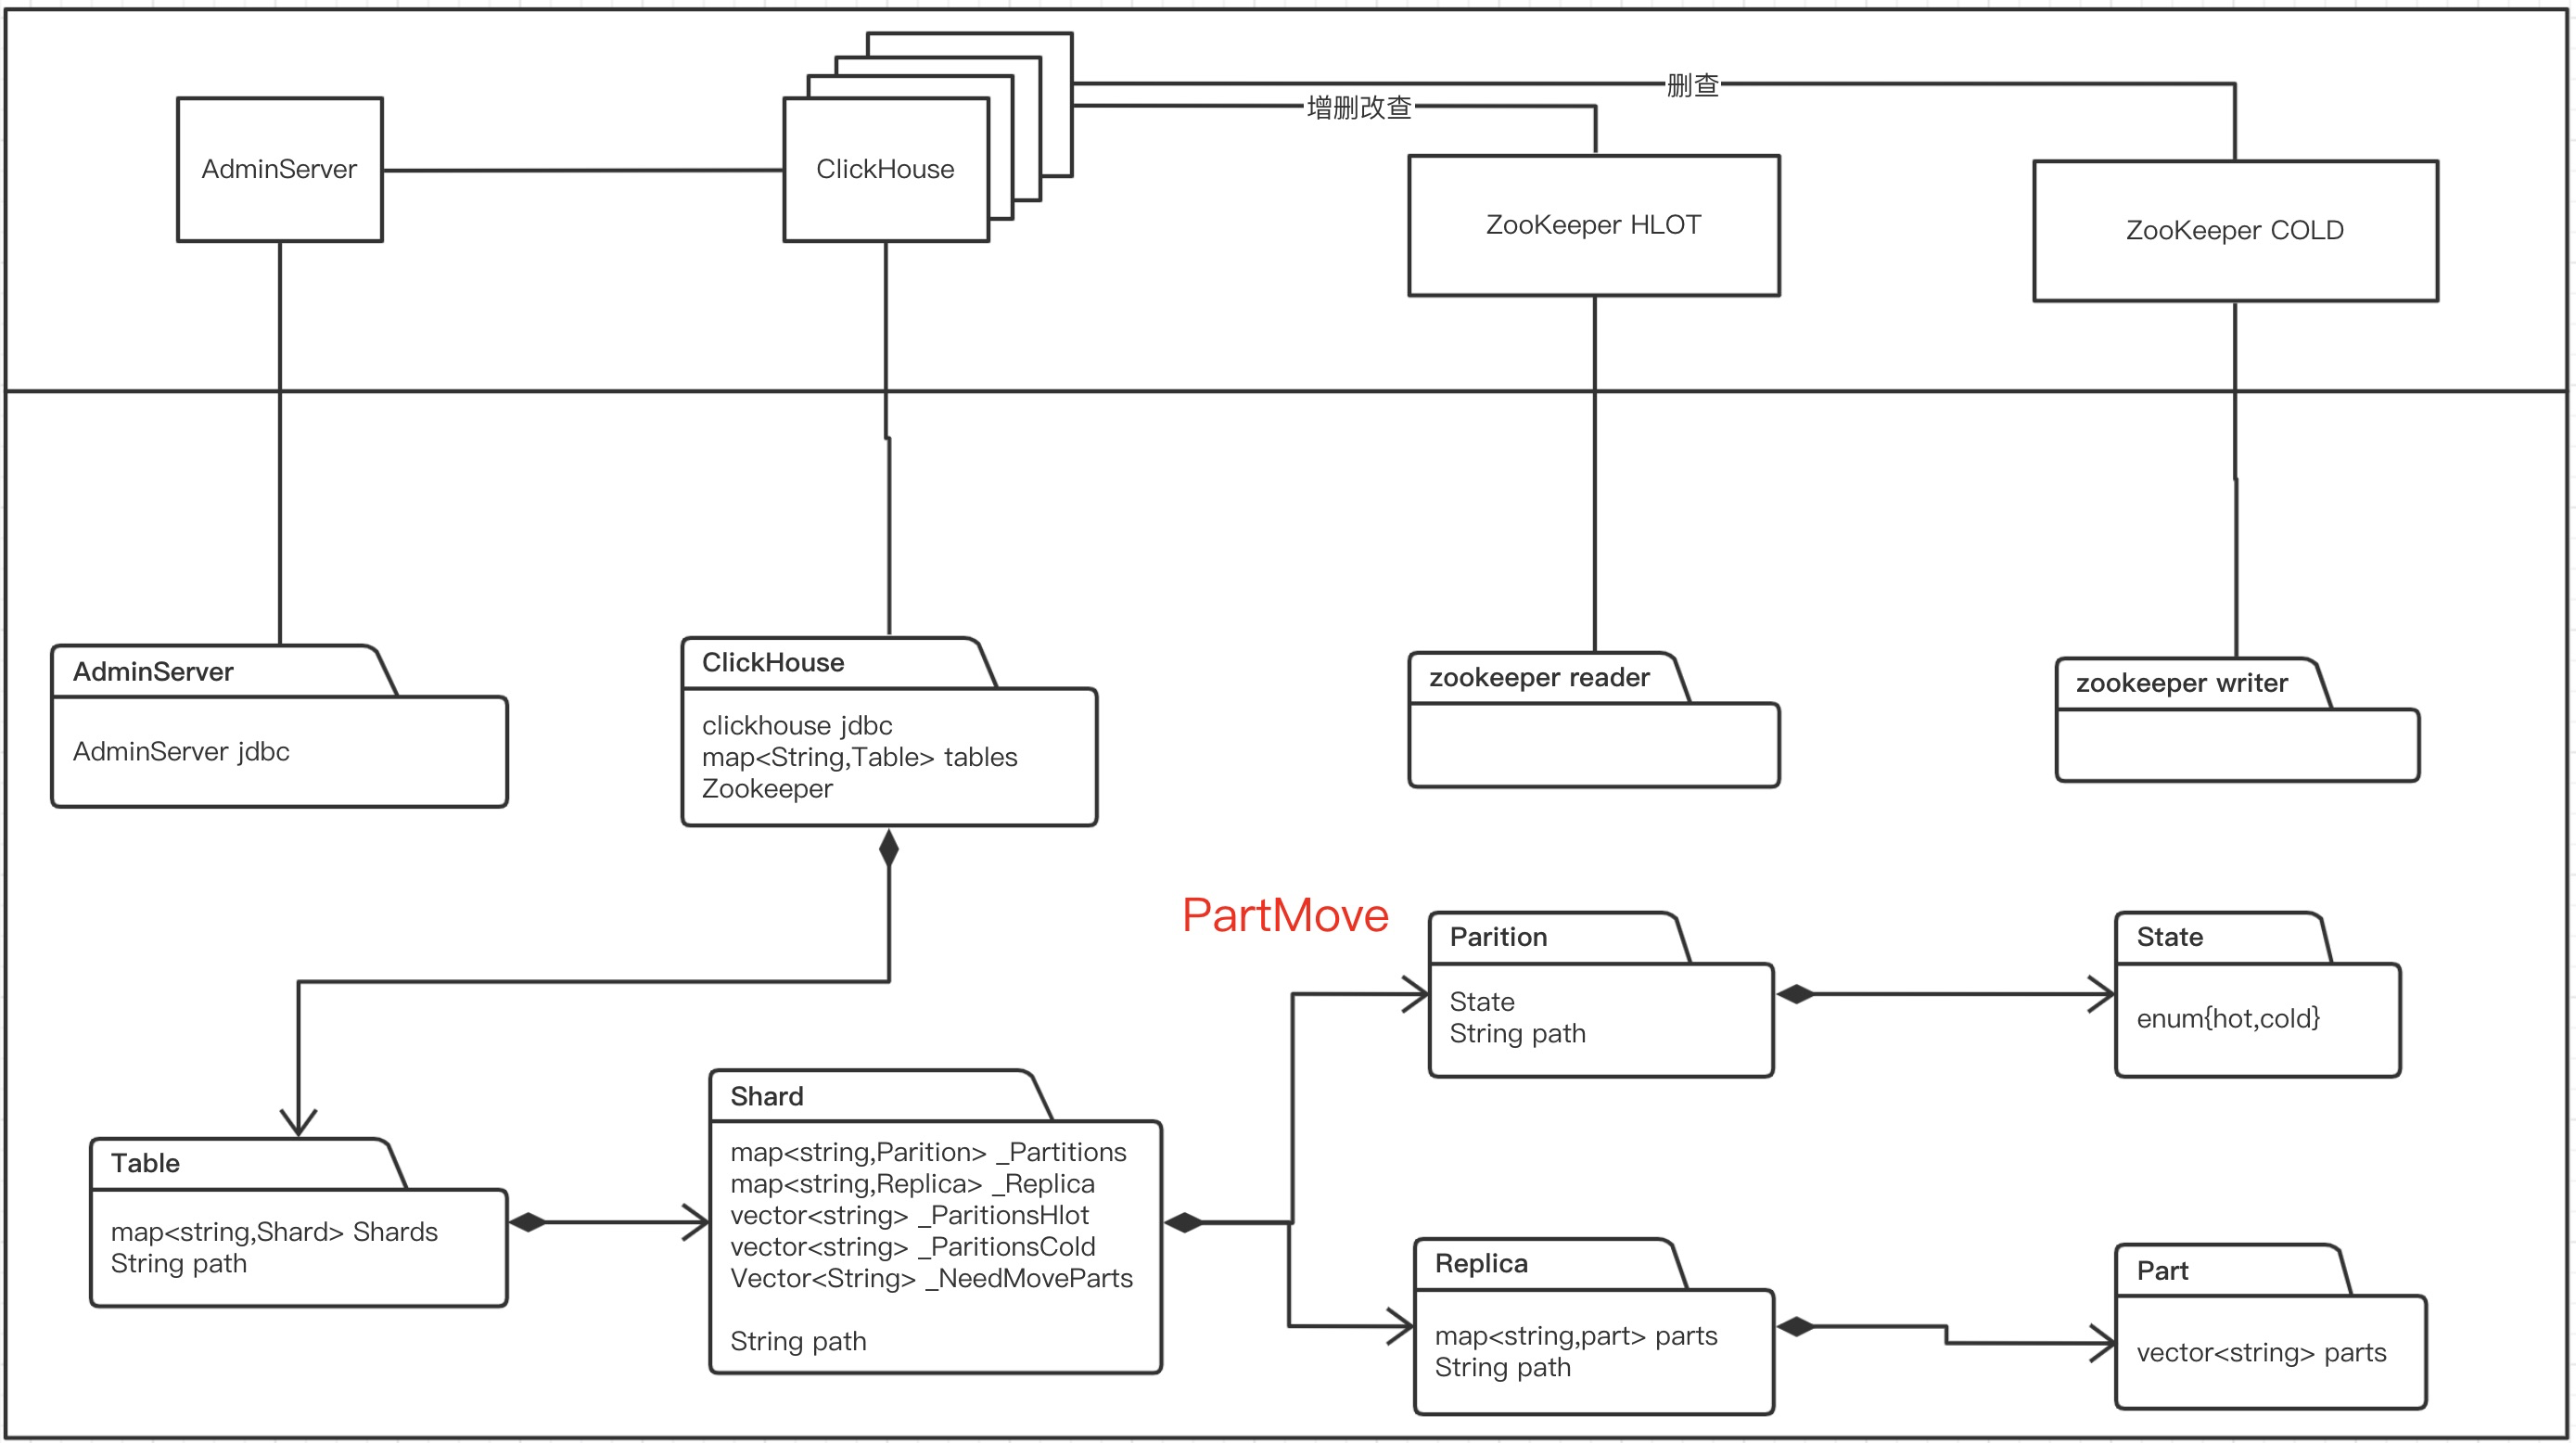 删查
增删改查
AdminServer
ClickHouse
ZooKeeper HLOT
ZooKeeper COLD
AdminServer
AdminServer jdbc
ClickHouse
clickhouse jdbc
map<String,Table> tables
Zookeeper
zookeeper reader
zookeeper writer
PartMove
Parition
State
String path
State
enum{hot,cold}
Table
map<string,Shard> Shards
String path
Shard
map<string,Parition> _Partitions
map<string,Replica> _Replica
vector<string> _ParitionsHlot
vector<string> _ParitionsCold
Vector<String> _NeedMoveParts
String path
Replica
map<string,part> parts
String path
Part
vector<string> parts